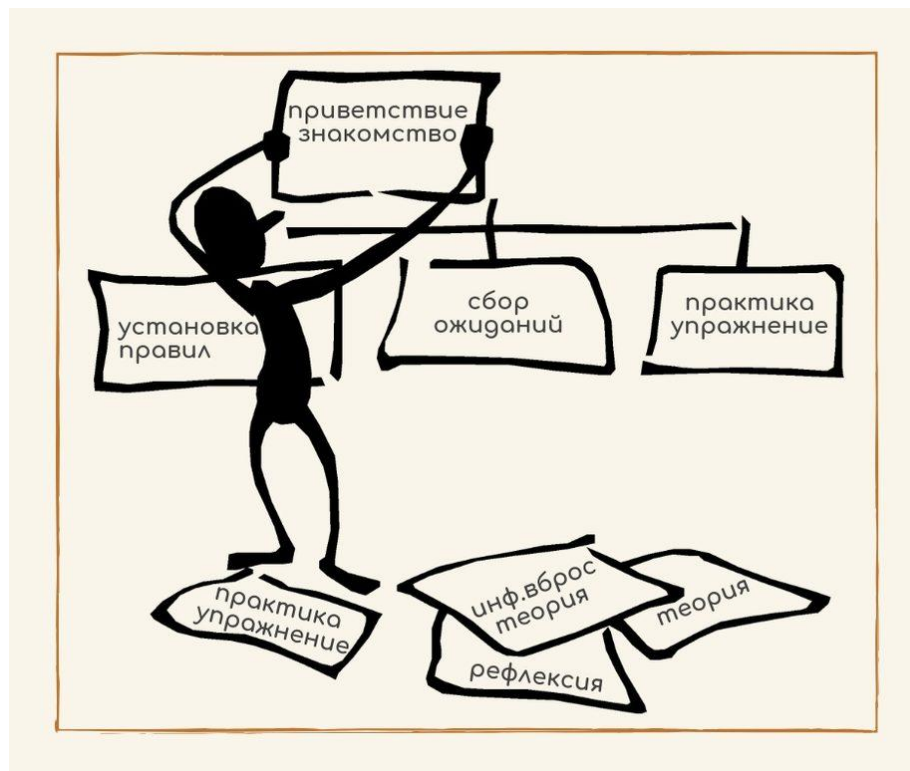 приветствие
знакомство
установка
правил
сбор
ожиданий
практика
упражнение
практика
упражнение
инф.вброс
теория
теория
рефлексия